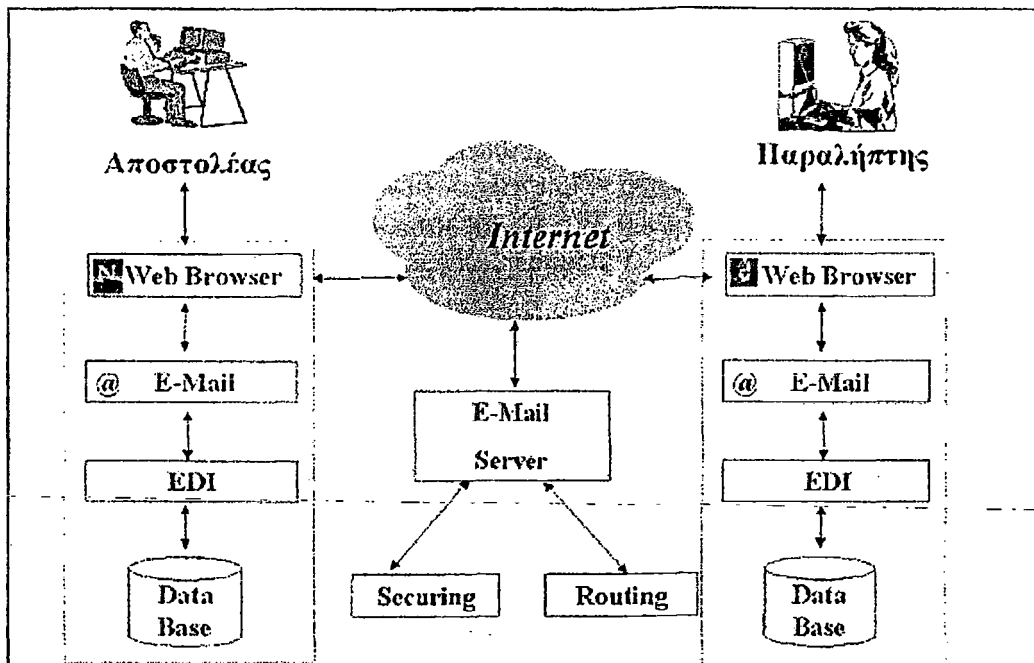 Αποστολέας
Παραλήπτης
Internet
N Web Browser
Web Browser
@ E-Mail
@ E-Mail
E-Mail
Server
EDI
EDI
Data
Base
Securing
Routing
Data
Base